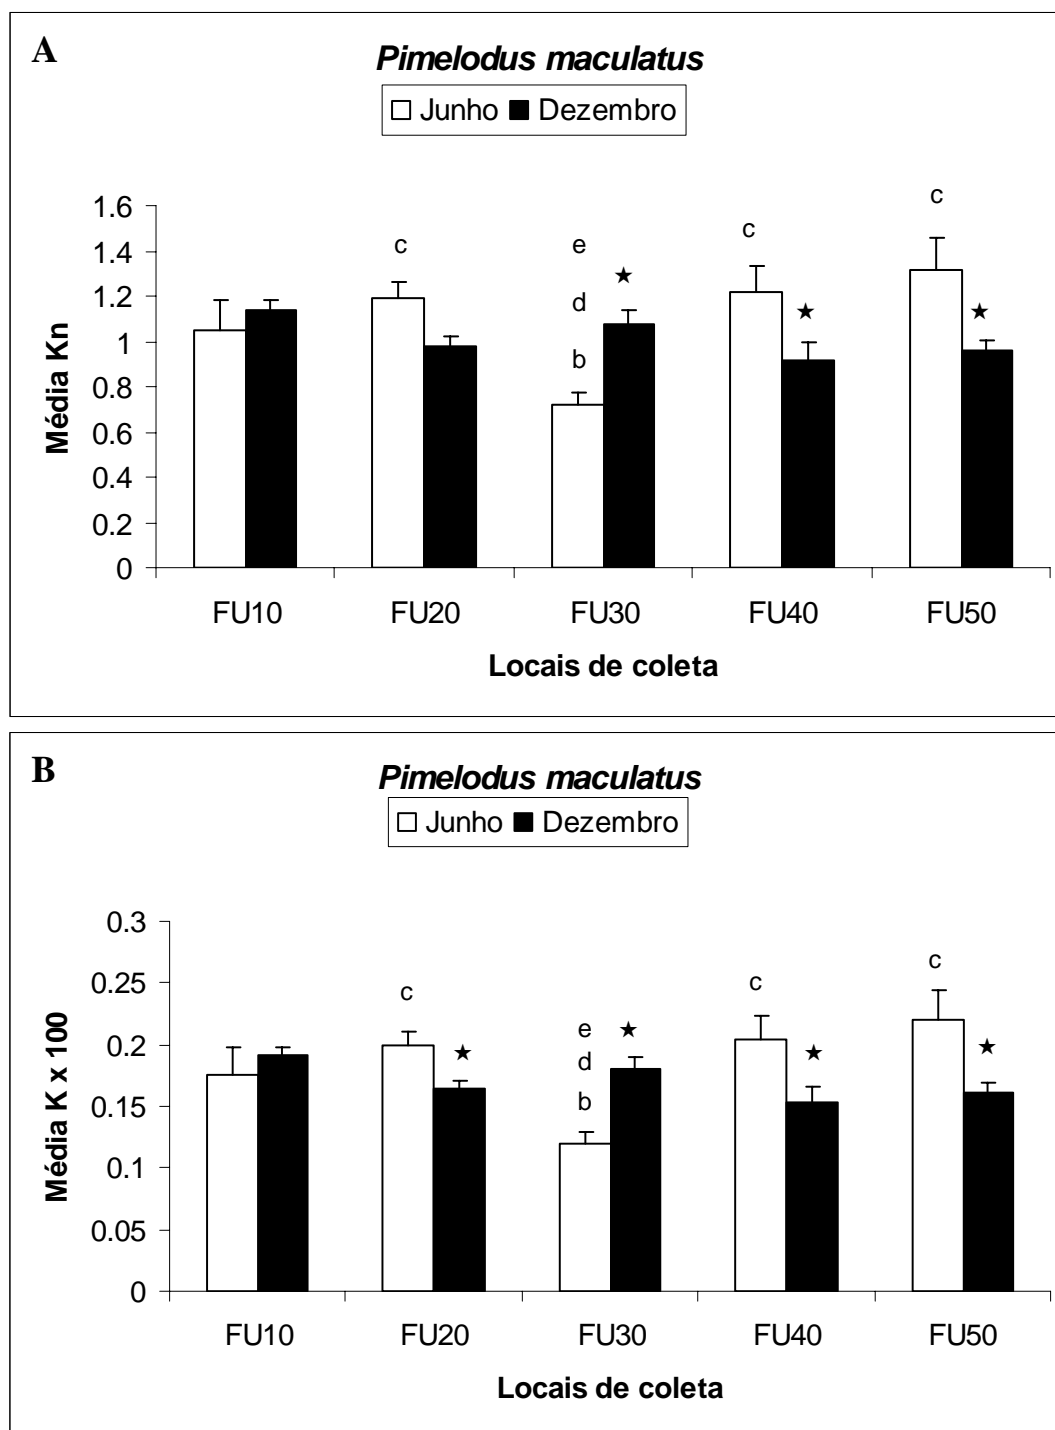 A
Pimelodus maculatus
Junho Dezembro
Média Kn
1.6
1.4
1.2
1
0.8
0.6
0.4
0.2
0
c
e
d
b
★
c
★
c
★
FU10 FU20 FU30 FU40 FU50
Locais de coleta
B
Pimelodus maculatus
Junho Dezembro
Média K x 100
0.3
0.25
0.2
0.15
0.1
0.05
0
c
★
e
d
b
★
c
★
c
★
FU10 FU20 FU30 FU40 FU50
Locais de coleta